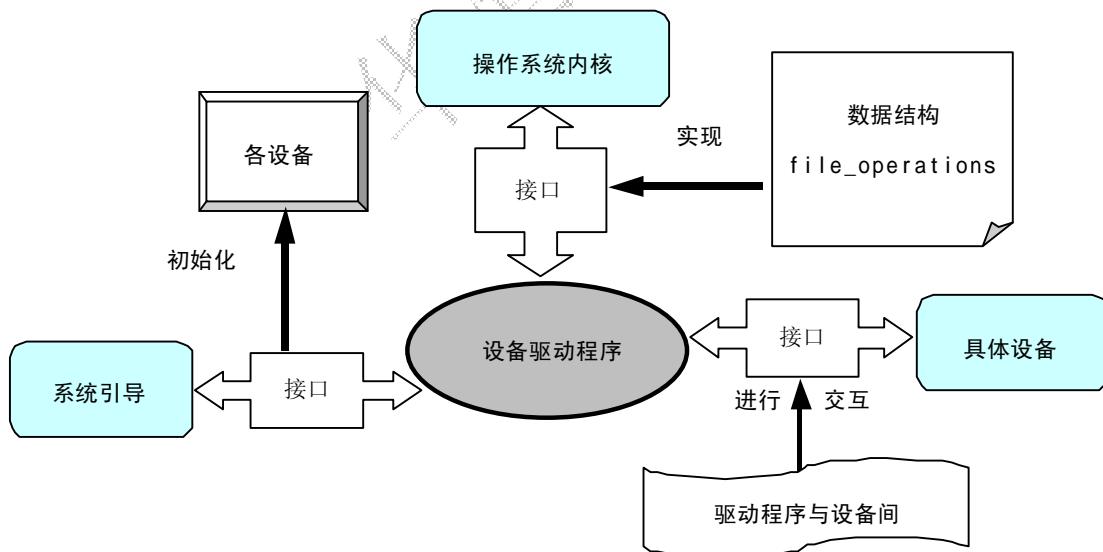 操作系统内核
数据结构
file_operations
各设备
实现
接口
初始化
设备驱动程序
接口
具体设备
系统引导
接口
进行 交互
驱动程序与设备间